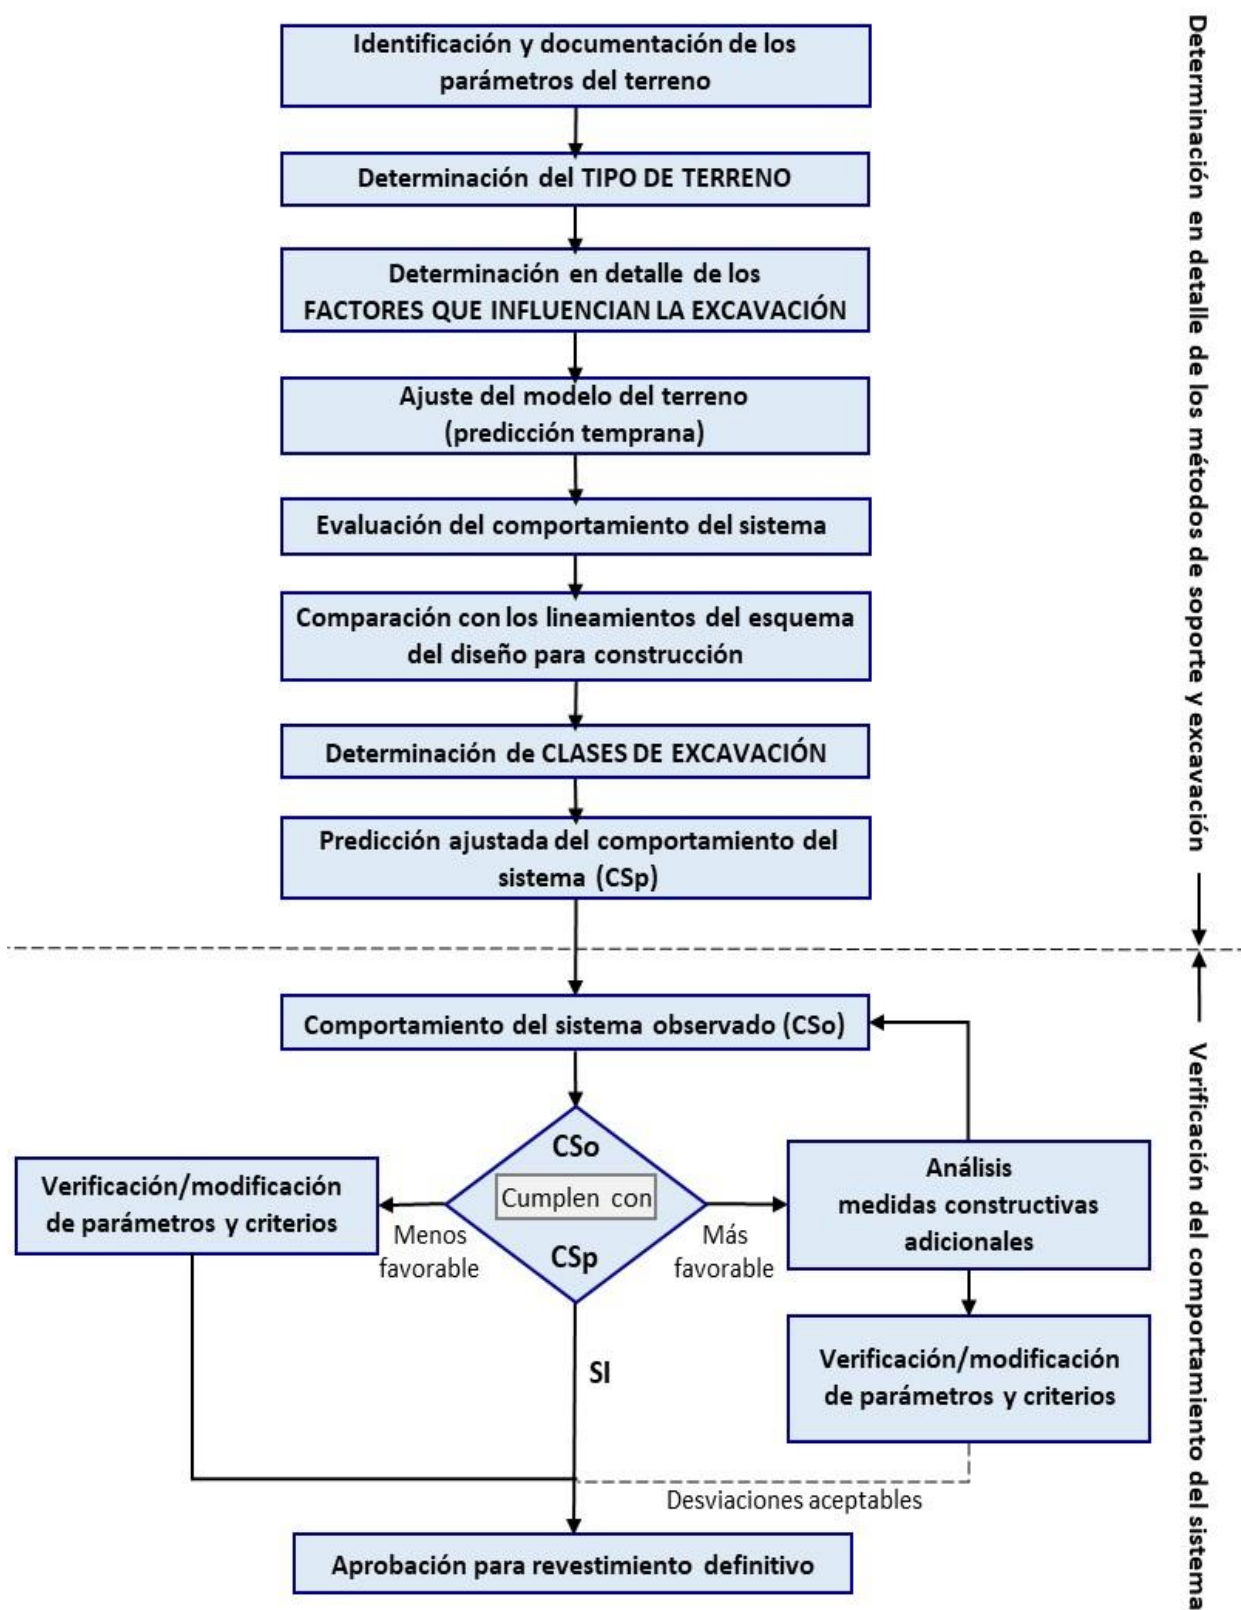 Identificación y documentación de los
parámetros del terreno
Determinación del TIPO DE TERRENO
Determinación en detalle de los
FACTORES QUE INFLUENCIAN LA EXCAVACIÓN
Ajuste del modelo del terreno
(predicción temprana)
Evaluación del comportamiento del sistema
Comparación con los lineamientos del esquema
del diseño para construcción
Determinación de CLASES DE EXCAVACIÓN
Predicción ajustada del comportamiento del
sistema (CSp)
Determinación en detalle de los métodos de soporte y excavación
Comportamiento del sistema observado (CSo)
CSo
Cumplen con
CSp
Verificación/modificación
de parámetros y criterios
Menos
favorable
Más
favorable
Análisis
medidas constructivas
adicionales
SI
Verificación/modificación
de parámetros y criterios
Desviaciones aceptables
Aprobación para revestimiento definitivo
Verificación del comportamiento del sistema